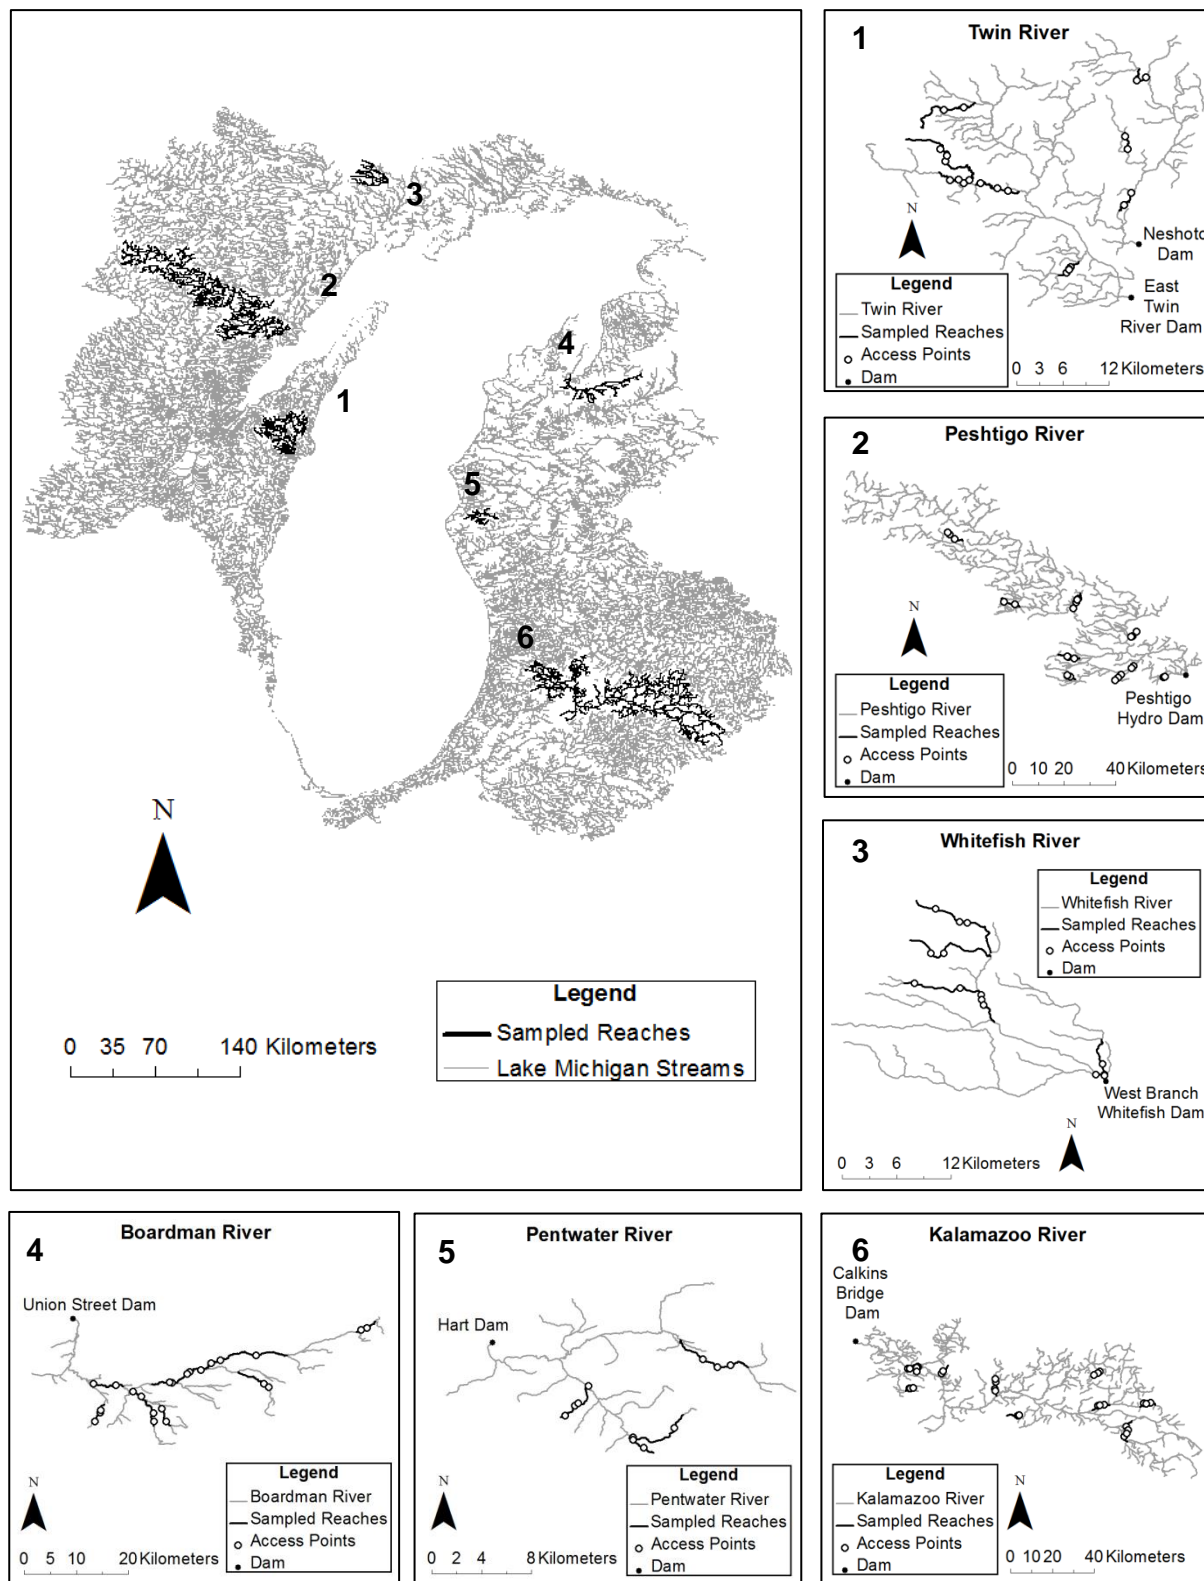 3
2
4
1
5
6
N
0 35 70 140 Kilometers
Legend
Sampled Reaches
Lake Michigan Streams
1
Twin River
N
Neshoto
Dam
East
Twin
River Dam
Legend
Twin River
Sampled Reaches
Access Points
Dam
0 3 6 12 Kilometers
2
Peshtigo River
N
Peshtigo
Hydro Dam
Legend
Peshtigo River
Sampled Reaches
Access Points
Dam
0 10 20 40 Kilometers
3
Whitefish River
Legend
Whitefish River
Sampled Reaches
Access Points
Dam
West Branch
Whitefish Dam
N
0 3 6 12 Kilometers
4
Boardman River
Union Street Dam
N
Legend
Boardman River
Sampled Reaches
Access Points
Dam
0 5 10 20 Kilometers
5
Pentwater River
Hart Dam
N
Legend
Pentwater River
Sampled Reaches
Access Points
Dam
0 2 4 8 Kilometers
6
Kalamazoo River
Calkins
Bridge
Dam
N
Legend
Kalamazoo River
Sampled Reaches
Access Points
Dam
0 10 20 40 Kilometers